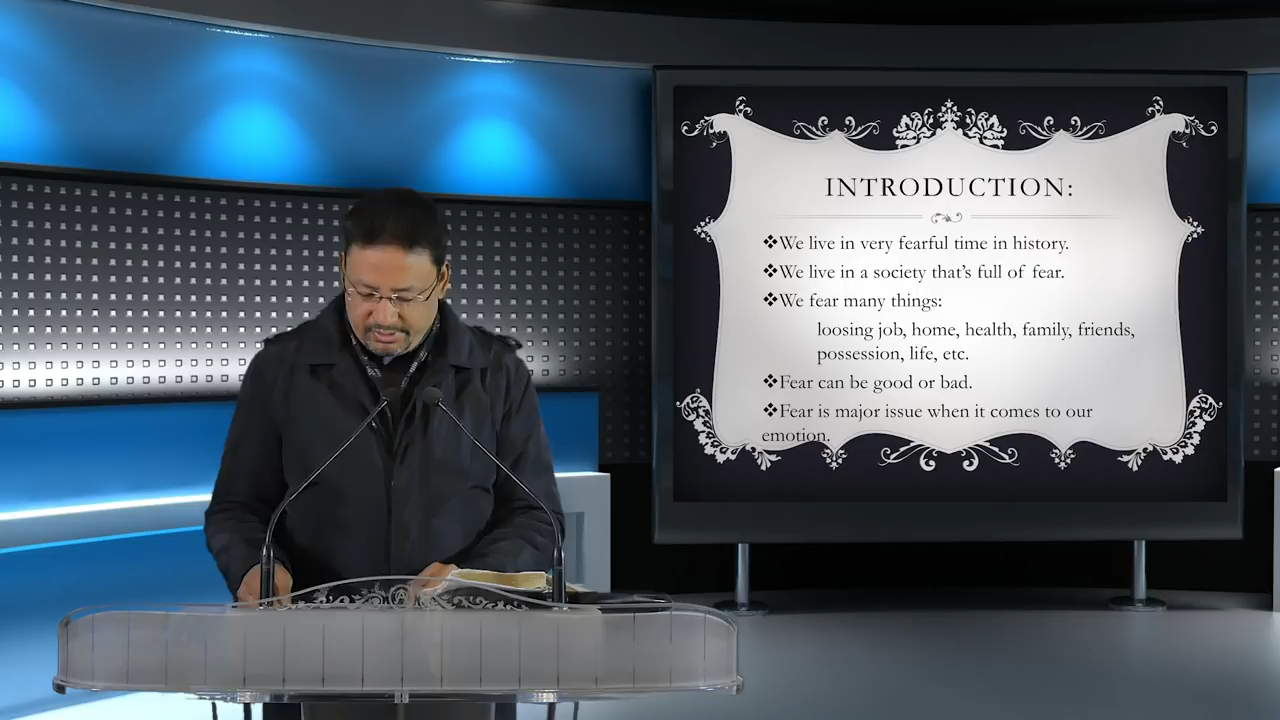 INTRODUCTION:
❖We live in very fearful time in history.
❖We live in a society that's full of fear.
❖We fear many things:
loosing job, home, health, family, friends,
possession, life, etc.
❖Fear can be good or bad.
❖Fear is major issue when it comes to our
emotion.